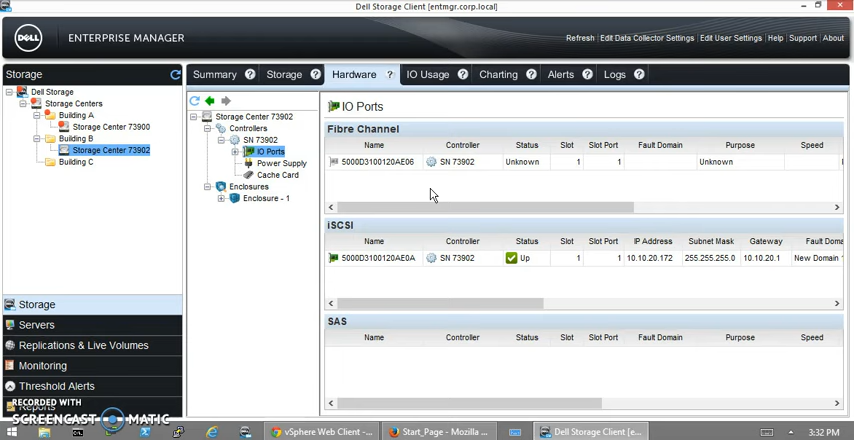 Dell Storage Client [entmgr.corp.local]
DELL ENTERPRISE MANAGER
Refresh | Edit Data Collector Settings | Edit User Settings | Help | Support | About
Storage
Dell Storage
Storage Centers
Building A
Storage Center 73900
Building B
Storage Center 73902
Building C
Storage
Servers
Replications & Live Volumes
Monitoring
Threshold Alerts
Reports
Summary ? Storage ? Hardware ? IO Usage ? Charting ? Alerts ? Logs ?
Storage Center 73902
Controllers
SN 73902
IO Ports
Power Supply
Cache Card
Enclosures
Enclosure - 1
IO Ports
Fibre Channel
Name Controller Status Slot Slot Port Fault Domain Purpose Speed
5000D3100120AE06 SN 73902 Unknown 1 1 Unknown
iSCSI
Name Controller Status Slot Slot Port IP Address Subnet Mask Gateway Fault Doma
5000D3100120AE0A SN 73902 Up 1 1 10.10.20.172 255.255.255.0 10.10.20.1 New Domain
SAS
Name Controller Status Slot Slot Port Fault Domain Purpose Speed
RECORDED WITH
SCREENCAST MATIC
vSphere Web Client -...
Start_Page - Mozilla ...
Dell Storage Client [e...
3:32 PM